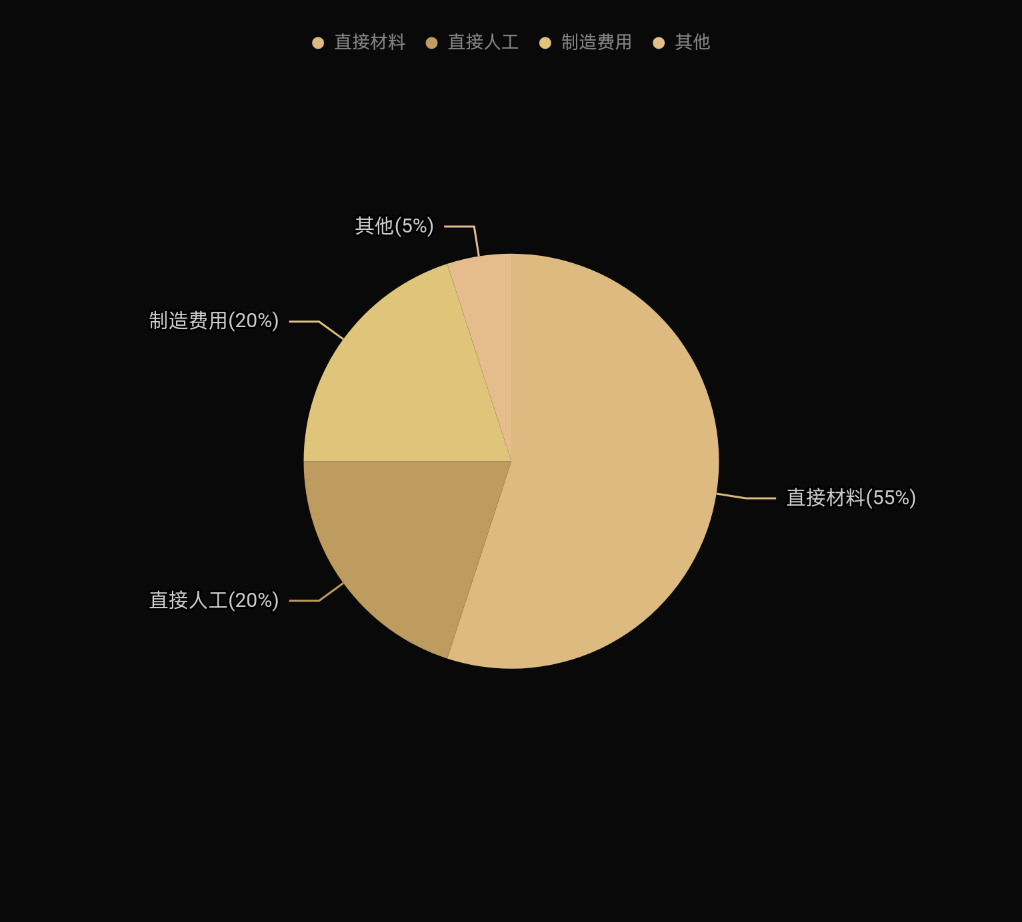 直接材料 直接人工 制造费用 其他
其他(5%)
制造费用(20%)
直接材料(55%)
直接人工(20%)